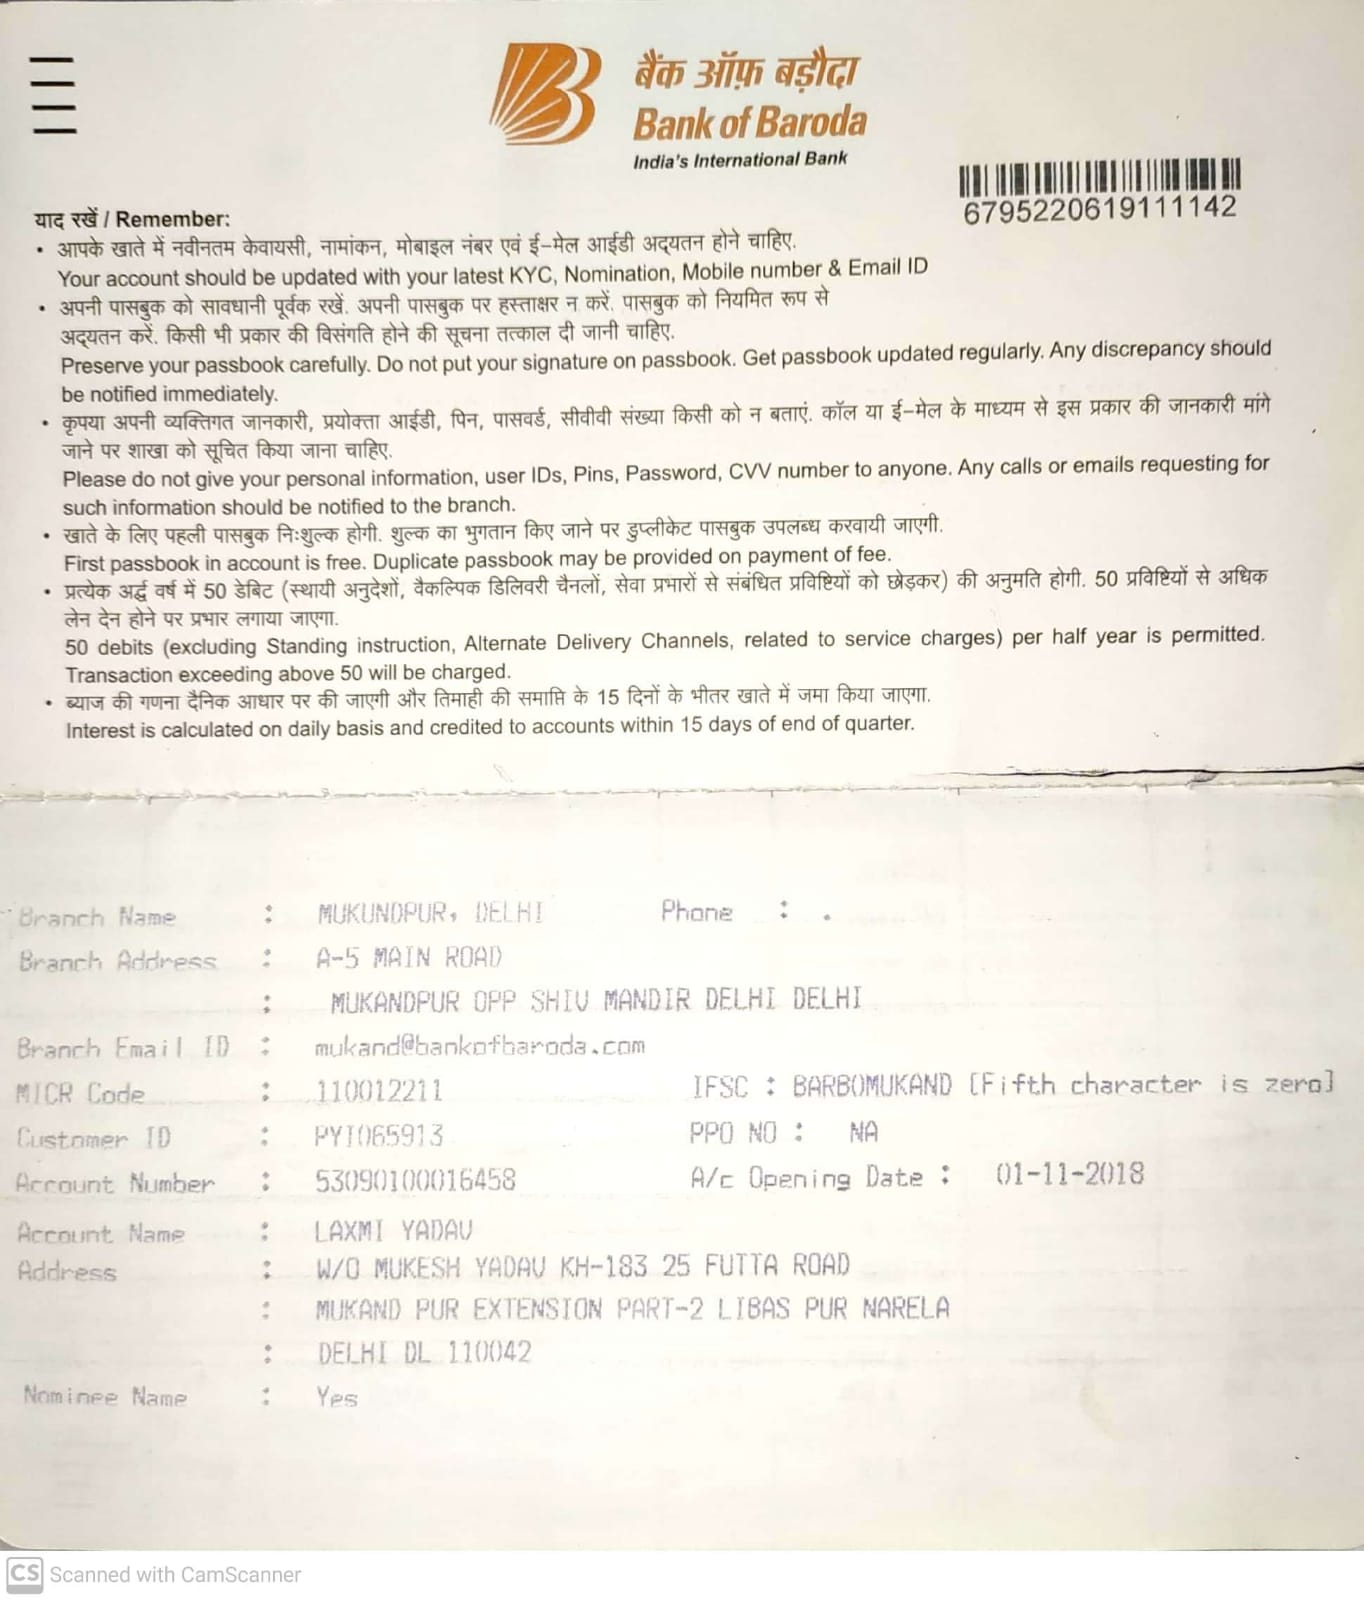 बैंक ऑफ़ बड़ौदा
Bank of Baroda
India's International Bank
6795220619111142
याद रखें / Remember:
• आपके खाते में नवीनतम केवायसी, नामांकन, मोबाइल नंबर एवं ई-मेल आईडी अद्यतन होने चाहिए.
Your account should be updated with your latest KYC, Nomination, Mobile number & Email ID
• अपनी पासबुक को सावधानी पूर्वक रखें. अपनी पासबुक पर हस्ताक्षर न करें. पासबुक को नियमित रूप से
अद्यतन करें. किसी भी प्रकार की विसंगति होने की सूचना तत्काल दी जानी चाहिए.
Preserve your passbook carefully. Do not put your signature on passbook. Get passbook updated regularly. Any discrepancy should
be notified immediately.
• कृपया अपनी व्यक्तिगत जानकारी, प्रयोक्ता आईडी, पिन, पासवर्ड, सीवीवी संख्या किसी को न बताएं. कॉल या ई-मेल के माध्यम से इस प्रकार की जानकारी मांगे
जाने पर शाखा को सूचित किया जाना चाहिए.
Please do not give your personal information, user IDs, Pins, Password, CVV number to anyone. Any calls or emails requesting for
such information should be notified to the branch.
• खाते के लिए पहली पासबुक निःशुल्क होगी. शुल्क का भुगतान किए जाने पर डुप्लीकेट पासबुक उपलब्ध करवायी जाएगी.
First passbook in account is free. Duplicate passbook may be provided on payment of fee.
• प्रत्येक अर्द्ध वर्ष में 50 डेबिट (स्थायी अनुदेशों, वैकल्पिक डिलिवरी चैनलों, सेवा प्रभारों से संबंधित प्रविष्टियों को छोड़कर) की अनुमति होगी. 50 प्रविष्टियों से अधिक
लेन देन होने पर प्रभार लगाया जाएगा.
50 debits (excluding Standing instruction, Alternate Delivery Channels, related to service charges) per half year is permitted.
Transaction exceeding above 50 will be charged.
• ब्याज की गणना दैनिक आधार पर की जाएगी और तिमाही की समाप्ति के 15 दिनों के भीतर खाते में जमा किया जाएगा.
Interest is calculated on daily basis and credited to accounts within 15 days of end of quarter.
Branch Name : MUKUNDPUR, DELHI Phone : .
Branch Address : A-5 MAIN ROAD
: MUKANDPUR OPP SHIV MANDIR DELHI DELHI
Branch Email ID : mukand@bankofbaroda.com
MICR Code : 110012211 IFSC : BARB0MUKAND [Fifth character is zero]
Customer ID : PYI065913 PPO NO : NA
Account Number : 53090100016458 A/c Opening Date : 01-11-2018
Account Name : LAXMI YADAV
Address : W/O MUKESH YADAV KH-183 25 FUTTA ROAD
: MUKAND PUR EXTENSION PART-2 LIBAS PUR NARELA
: DELHI DL 110042
Nominee Name : Yes
CS Scanned with CamScanner